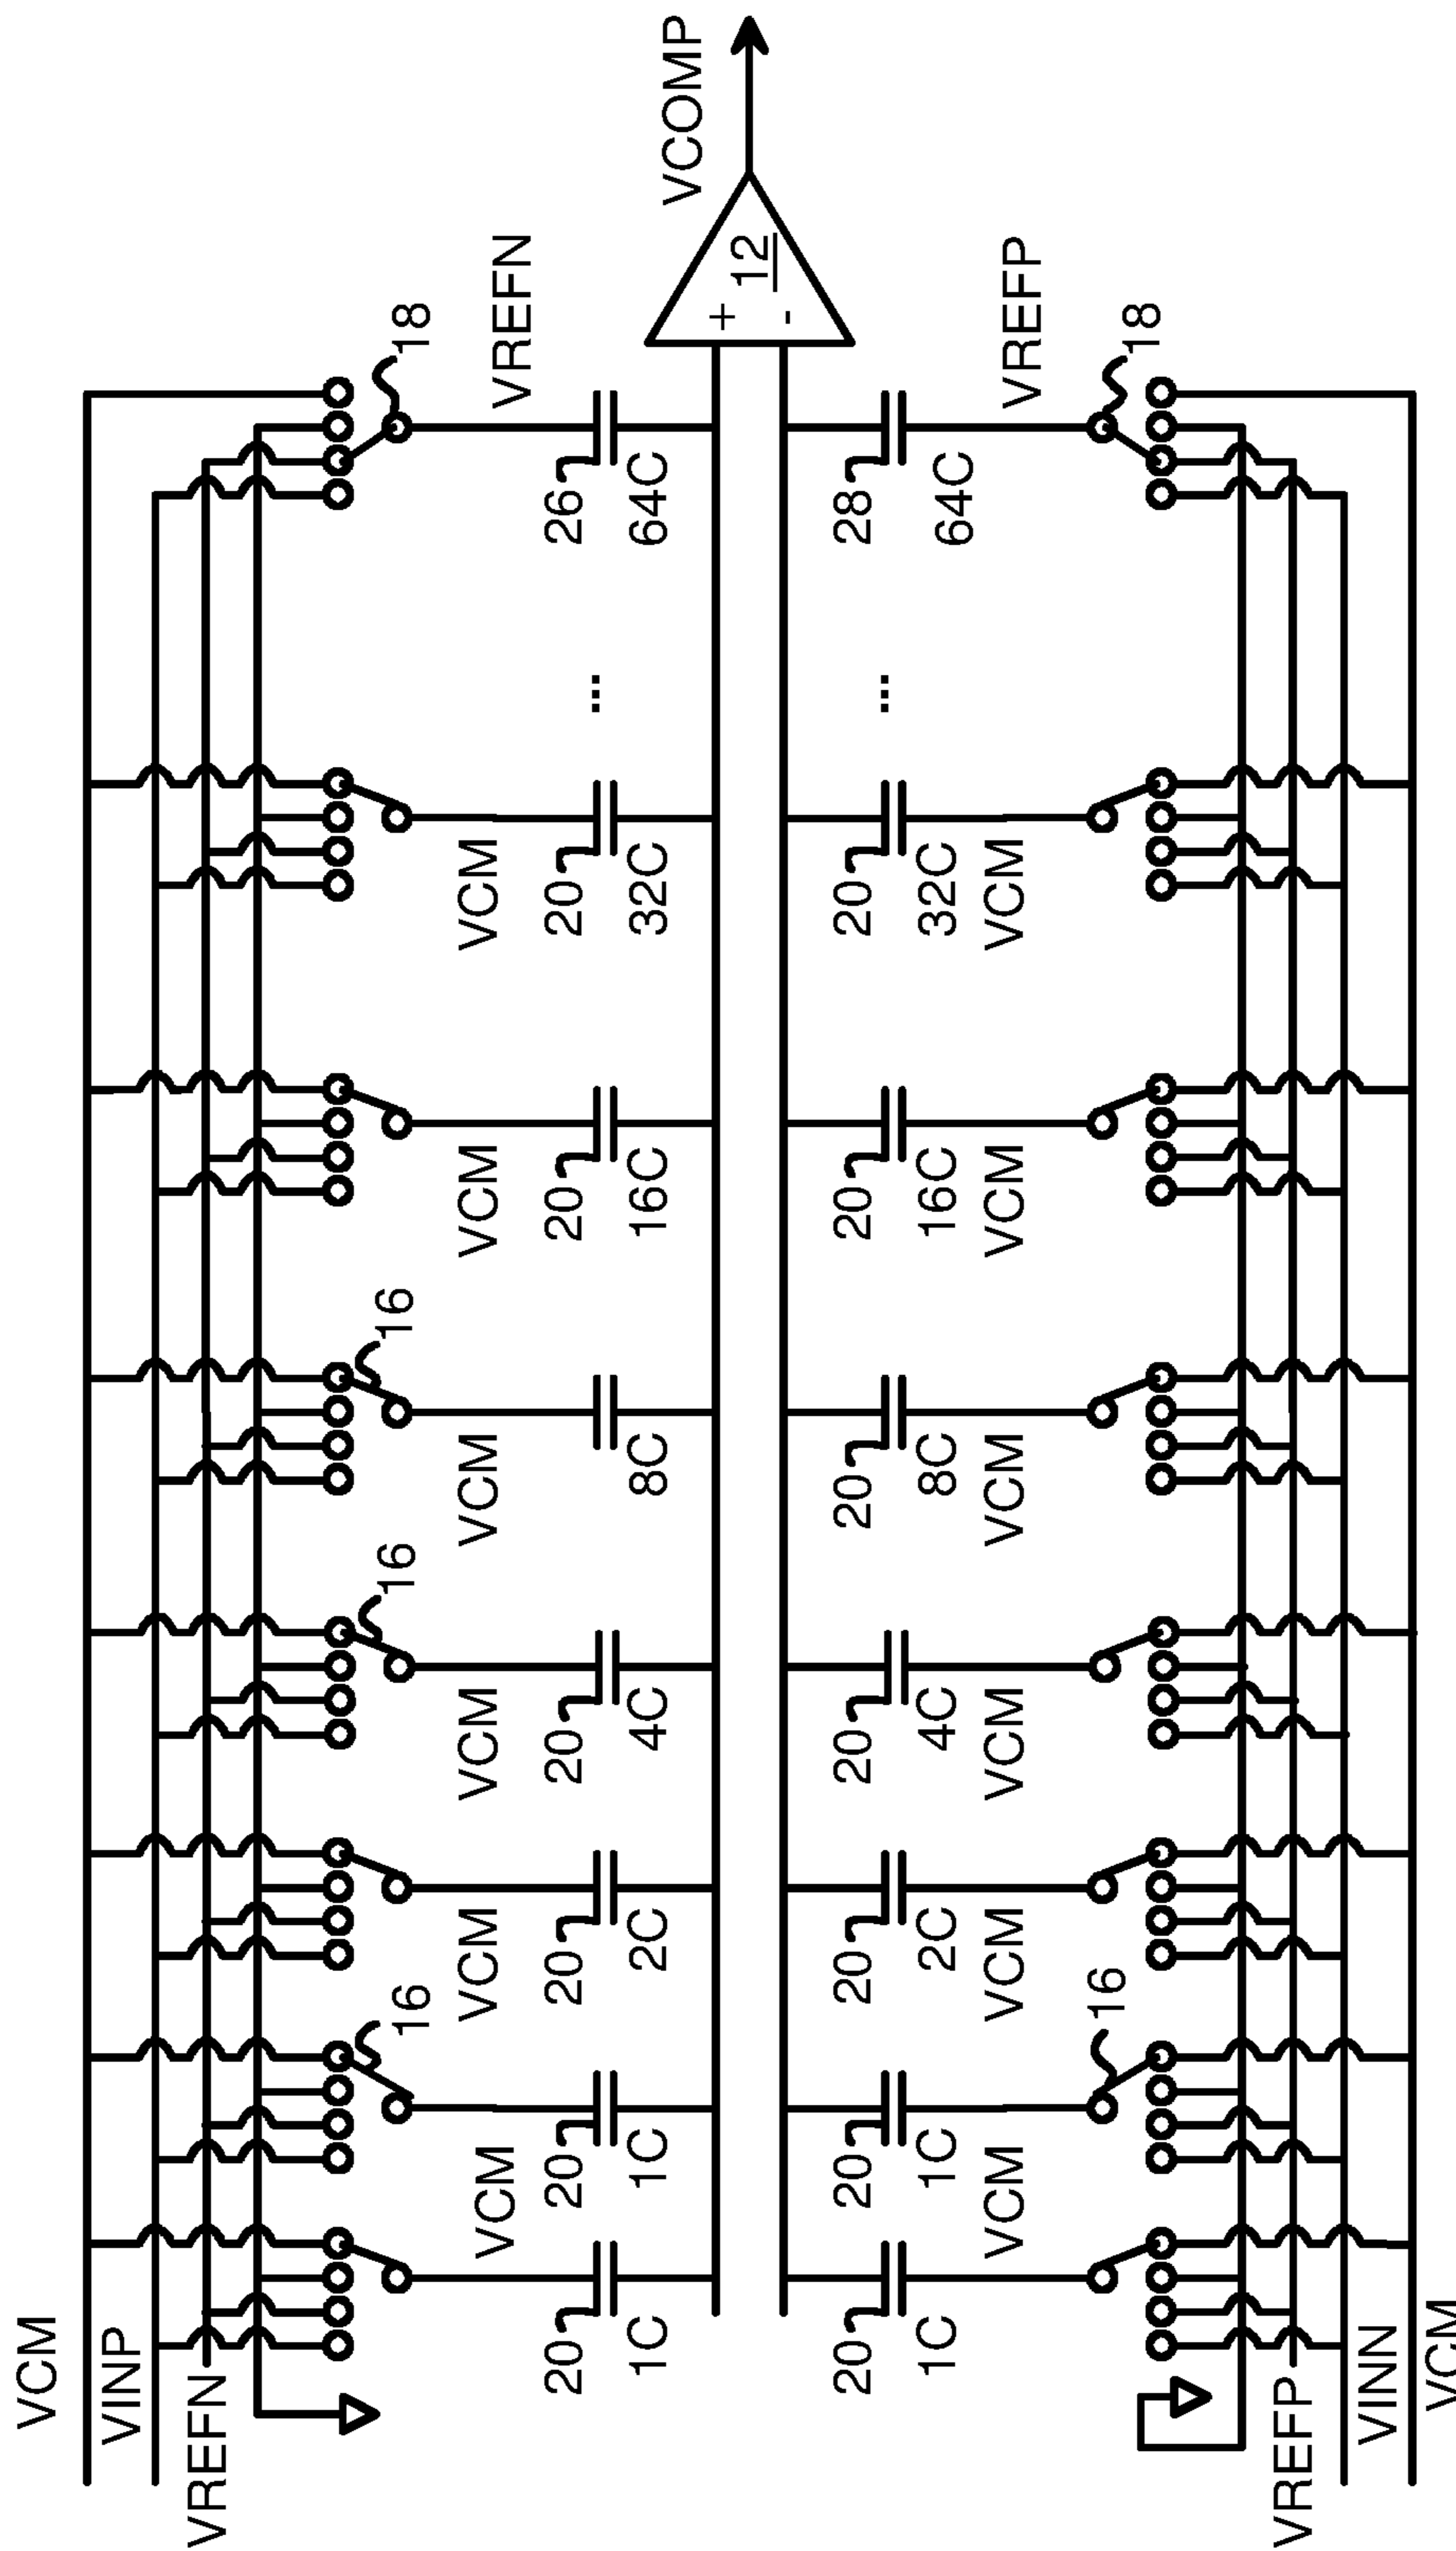 VCM
VINP
VREFN
16 16 16 18
VCM VCM VCM VCM VCM VCM VREFN
20 20 20 20 20 20 26
...
1C 1C 2C 4C 8C 16C 32C 64C
VCOMP
+
12
-
20 20 20 20 20 20 20 28
...
1C 1C 2C 4C 8C 16C 32C 64C
VCM VCM VCM VCM VCM VCM VREFP
16 18
VREFP
VINN
VCM